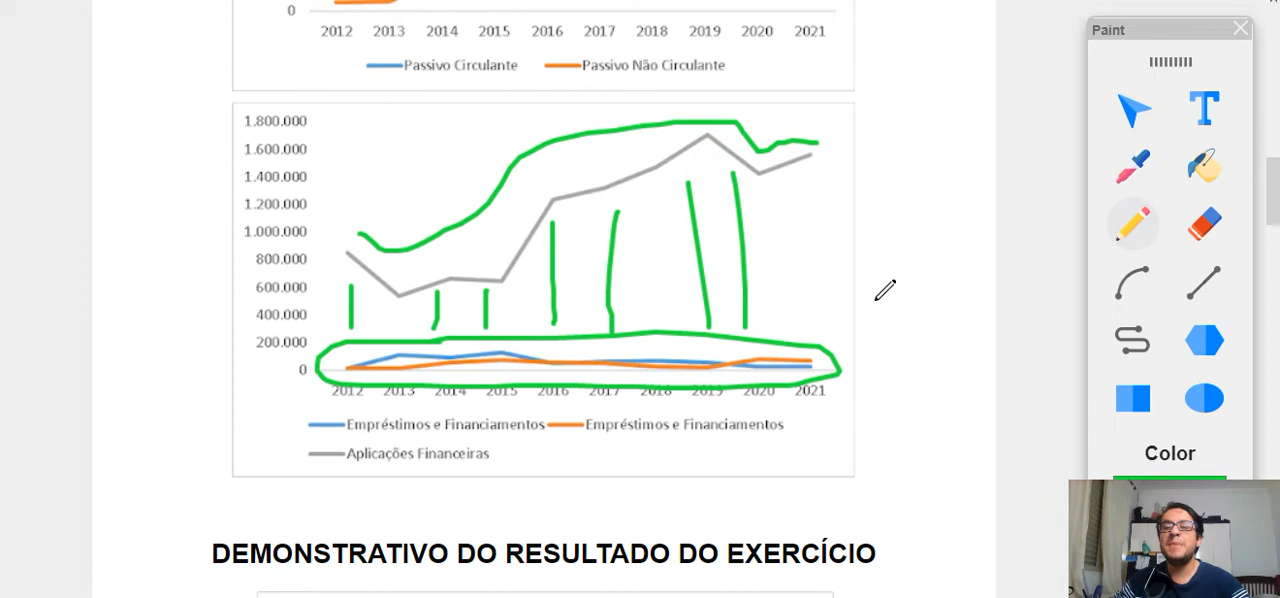 0
2012 2013 2014 2015 2016 2017 2018 2019 2020 2021
Passivo Circulante Passivo Não Circulante
1.800.000
1.600.000
1.400.000
1.200.000
1.000.000
800.000
600.000
400.000
200.000
0
2012 2013 2014 2015 2016 2017 2018 2019 2020 2021
Empréstimos e Financiamentos Empréstimos e Financiamentos
Aplicações Financeiras
DEMONSTRATIVO DO RESULTADO DO EXERCÍCIO
Paint
T
Color